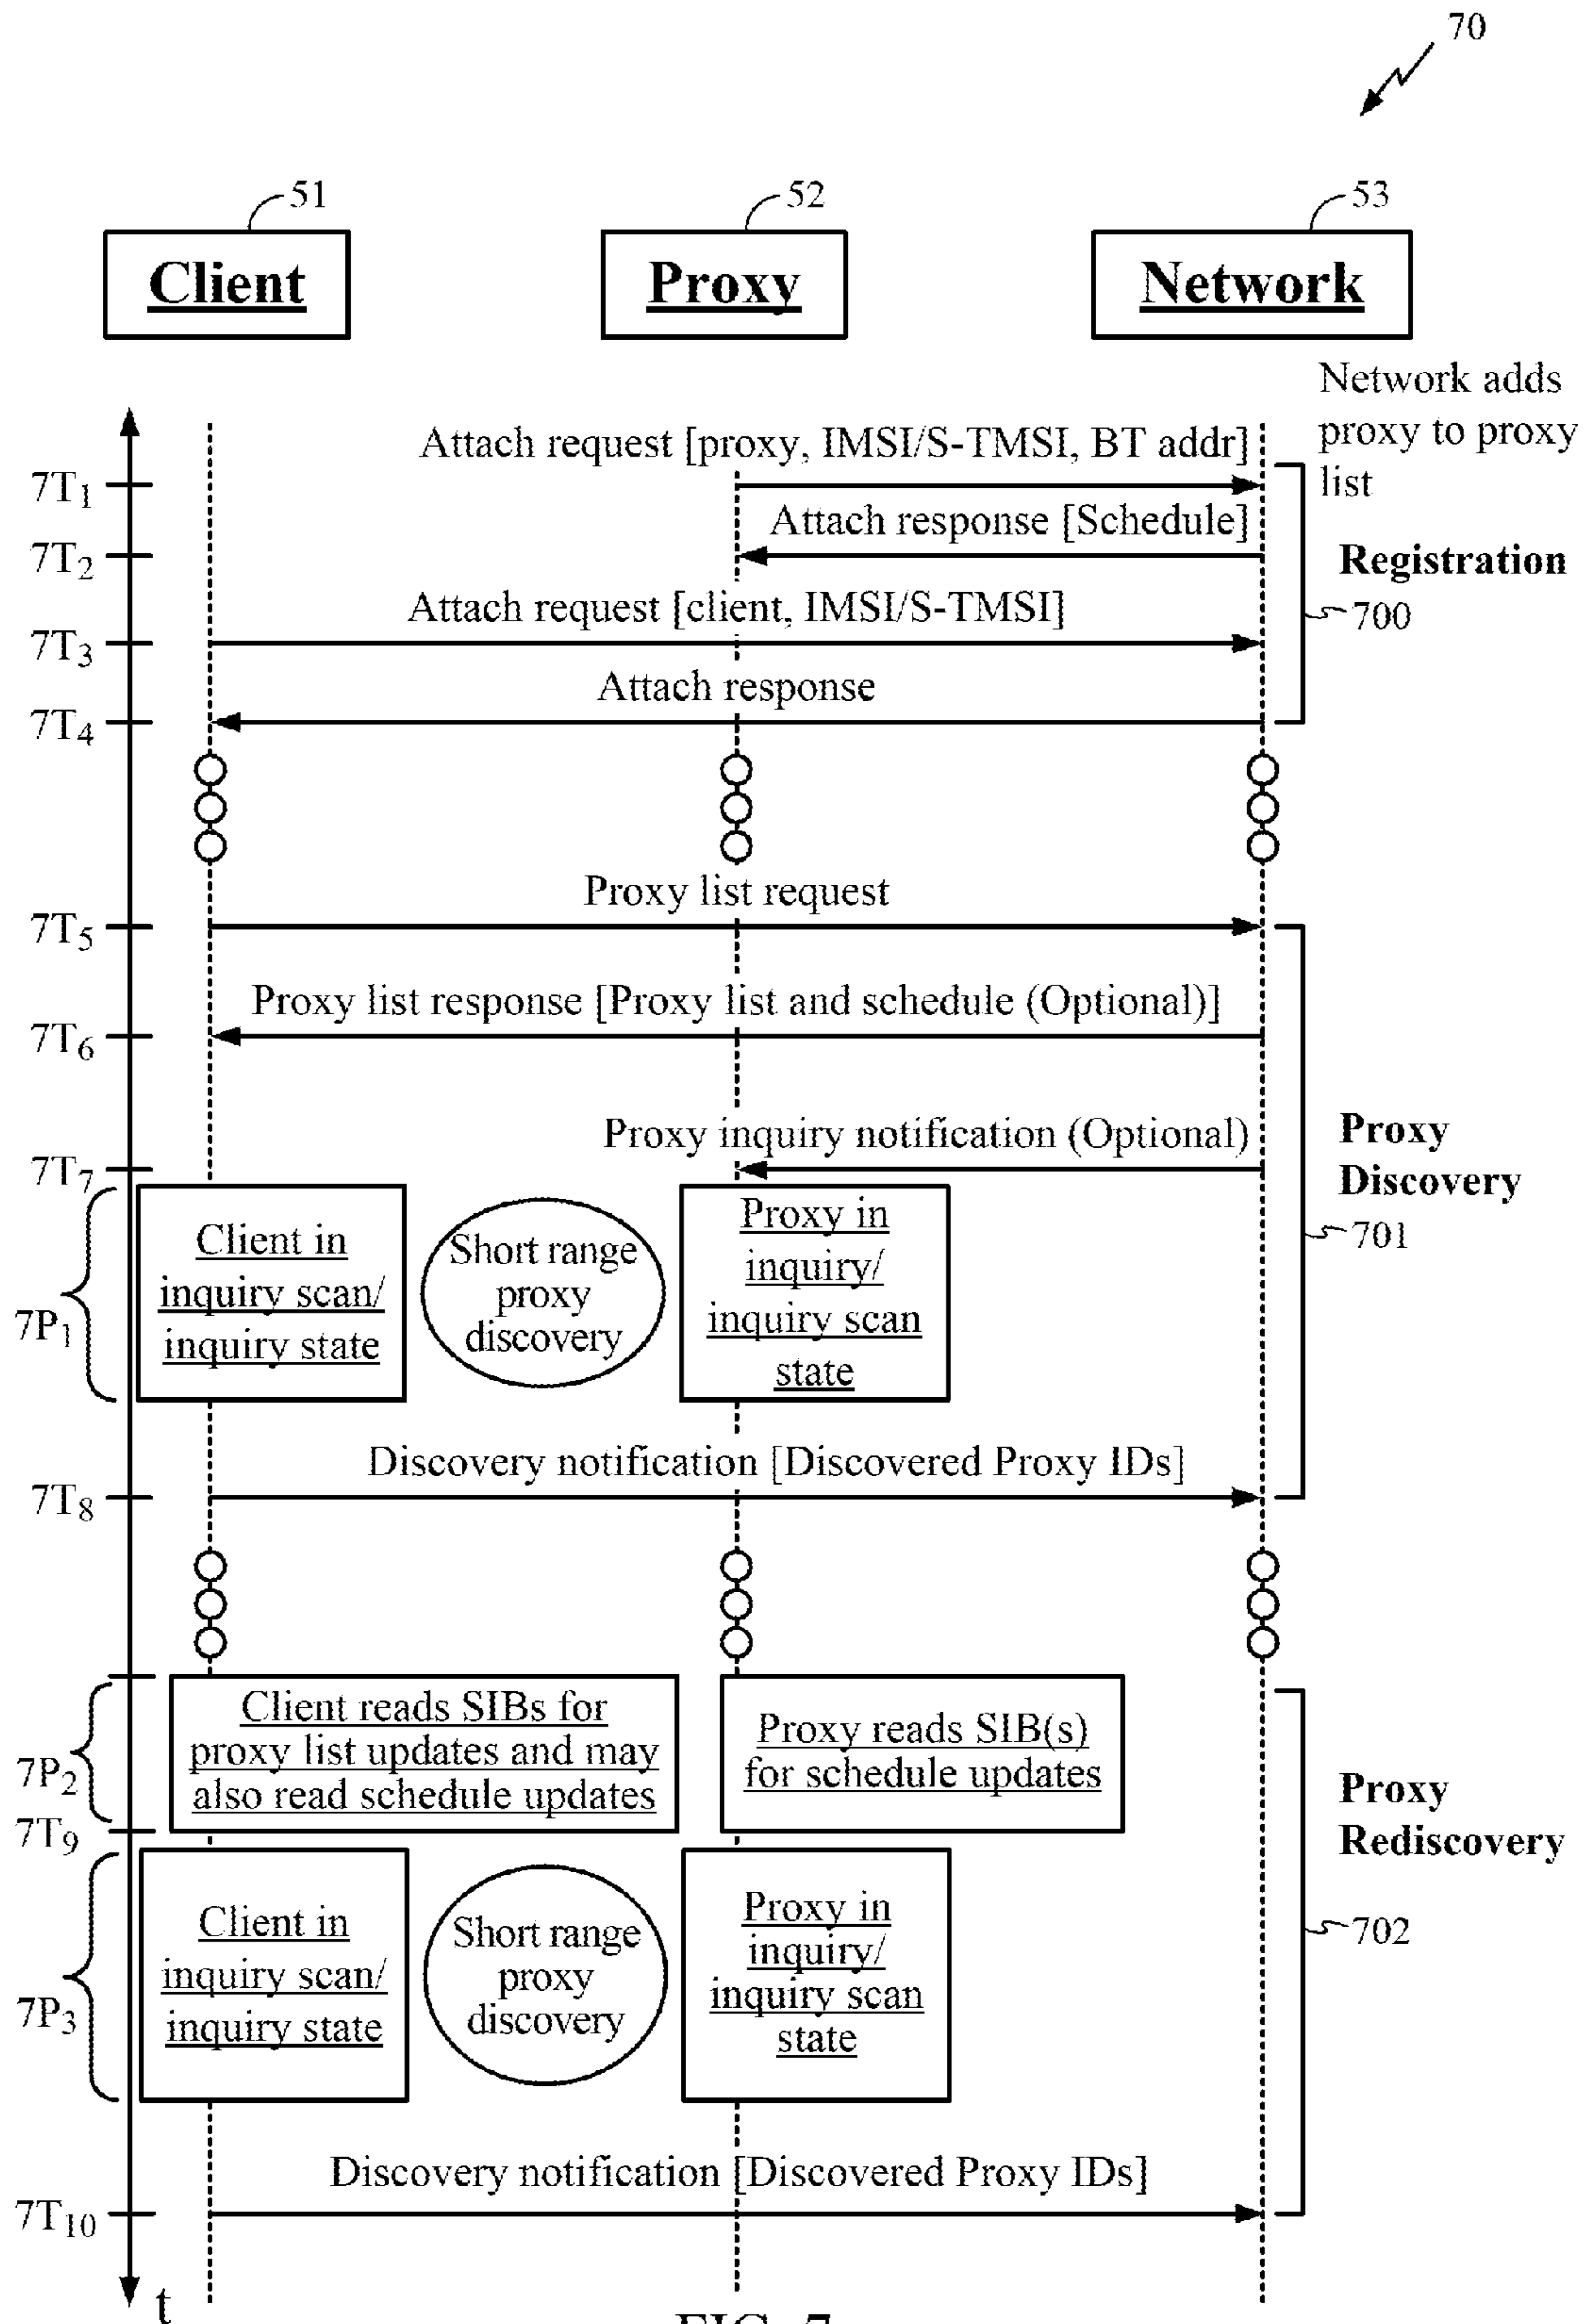 70
51
52
53
Client
Proxy
Network
Network adds
proxy to proxy
list
Attach request [proxy, IMSI/S-TMSI, BT addr]
7T1
Attach response [Schedule]
7T2
Registration
Attach request [client, IMSI/S-TMSI]
700
7T3
Attach response
7T4
Proxy list request
7T5
Proxy list response [Proxy list and schedule (Optional)]
7T6
Proxy inquiry notification (Optional)
7T7
Proxy
Discovery
701
Client in
inquiry scan/
inquiry state
Short range
proxy
discovery
Proxy in
inquiry/
inquiry scan
state
7P1
Discovery notification [Discovered Proxy IDs]
7T8
Client reads SIBs for
proxy list updates and may
also read schedule updates
Proxy reads SIB(s)
for schedule updates
7P2
7T9
Proxy
Rediscovery
702
Client in
inquiry scan/
inquiry state
Short range
proxy
discovery
Proxy in
inquiry/
inquiry scan
state
7P3
Discovery notification [Discovered Proxy IDs]
7T10
t
FIG. 7